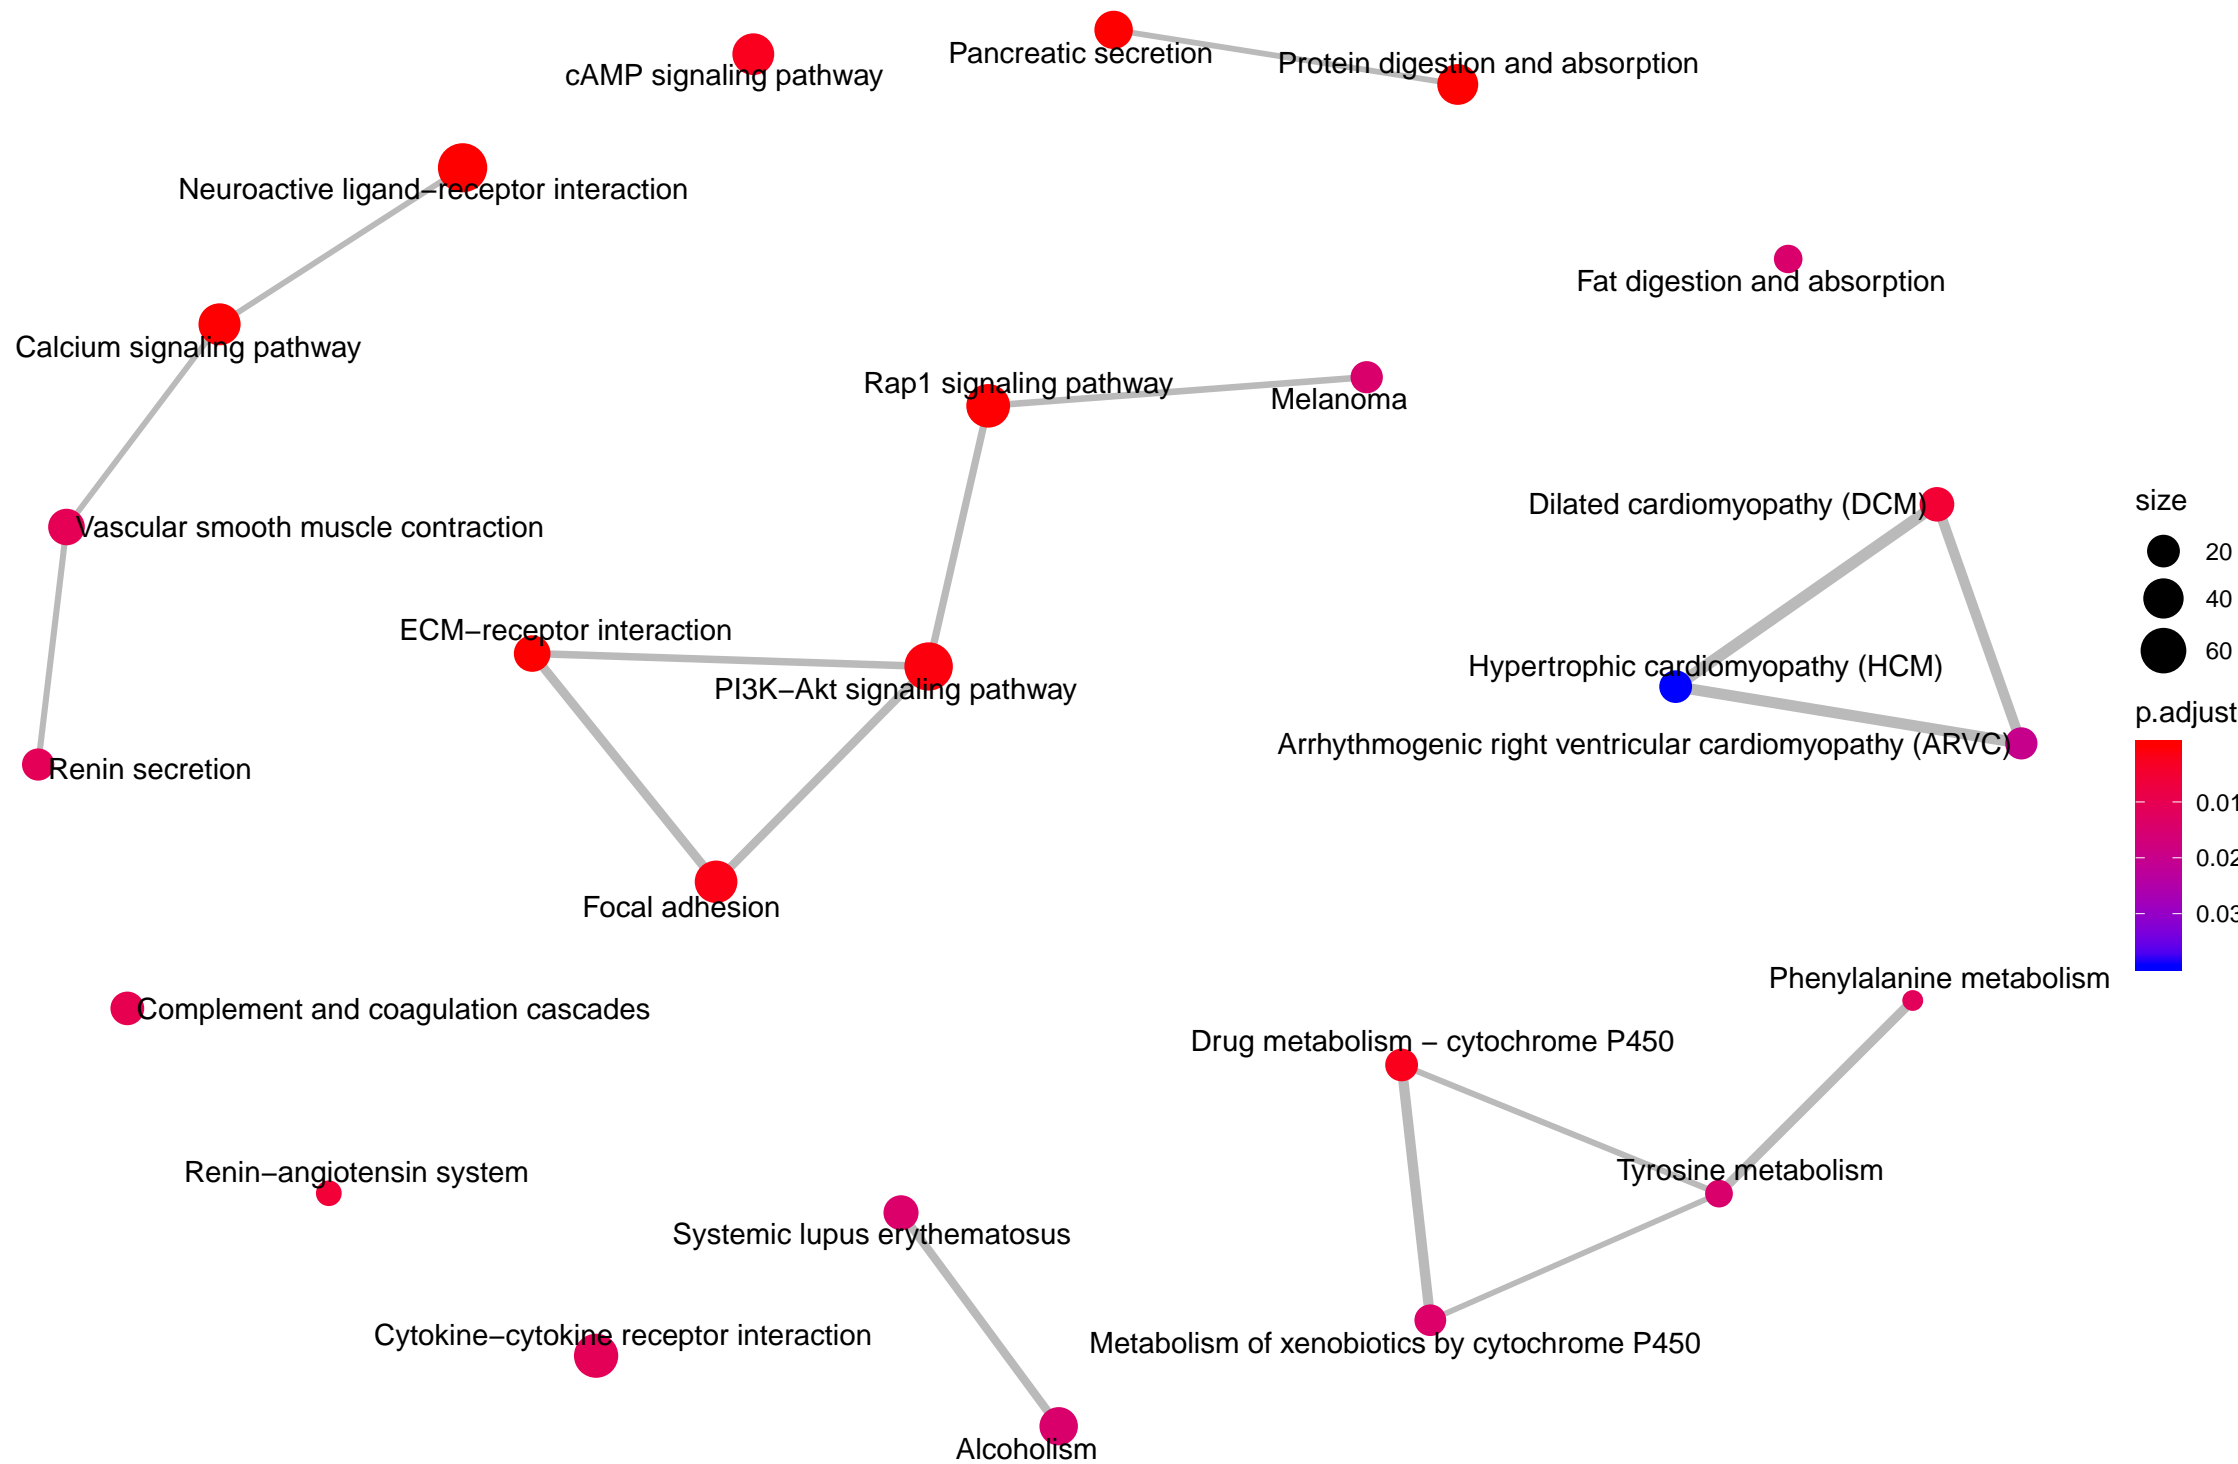 Pancreatic secretion
Protein digestion and absorption
cAMP signaling pathway
Neuroactive ligand−receptor interaction
Fat digestion and absorption
Calcium signaling pathway
Rap1 signaling pathway
Melanoma
Dilated cardiomyopathy (DCM)
Vascular smooth muscle contraction
ECM−receptor interaction
Hypertrophic cardiomyopathy (HCM)
PI3K−Akt signaling pathway
Arrhythmogenic right ventricular cardiomyopathy (ARVC)
Renin secretion
Focal adhesion
Phenylalanine metabolism
Complement and coagulation cascades
Drug metabolism − cytochrome P450
Tyrosine metabolism
Renin−angiotensin system
Systemic lupus erythematosus
Cytokine−cytokine receptor interaction
Metabolism of xenobiotics by cytochrome P450
Alcoholism
size
20
40
60
p.adjust
0.01
0.02
0.03